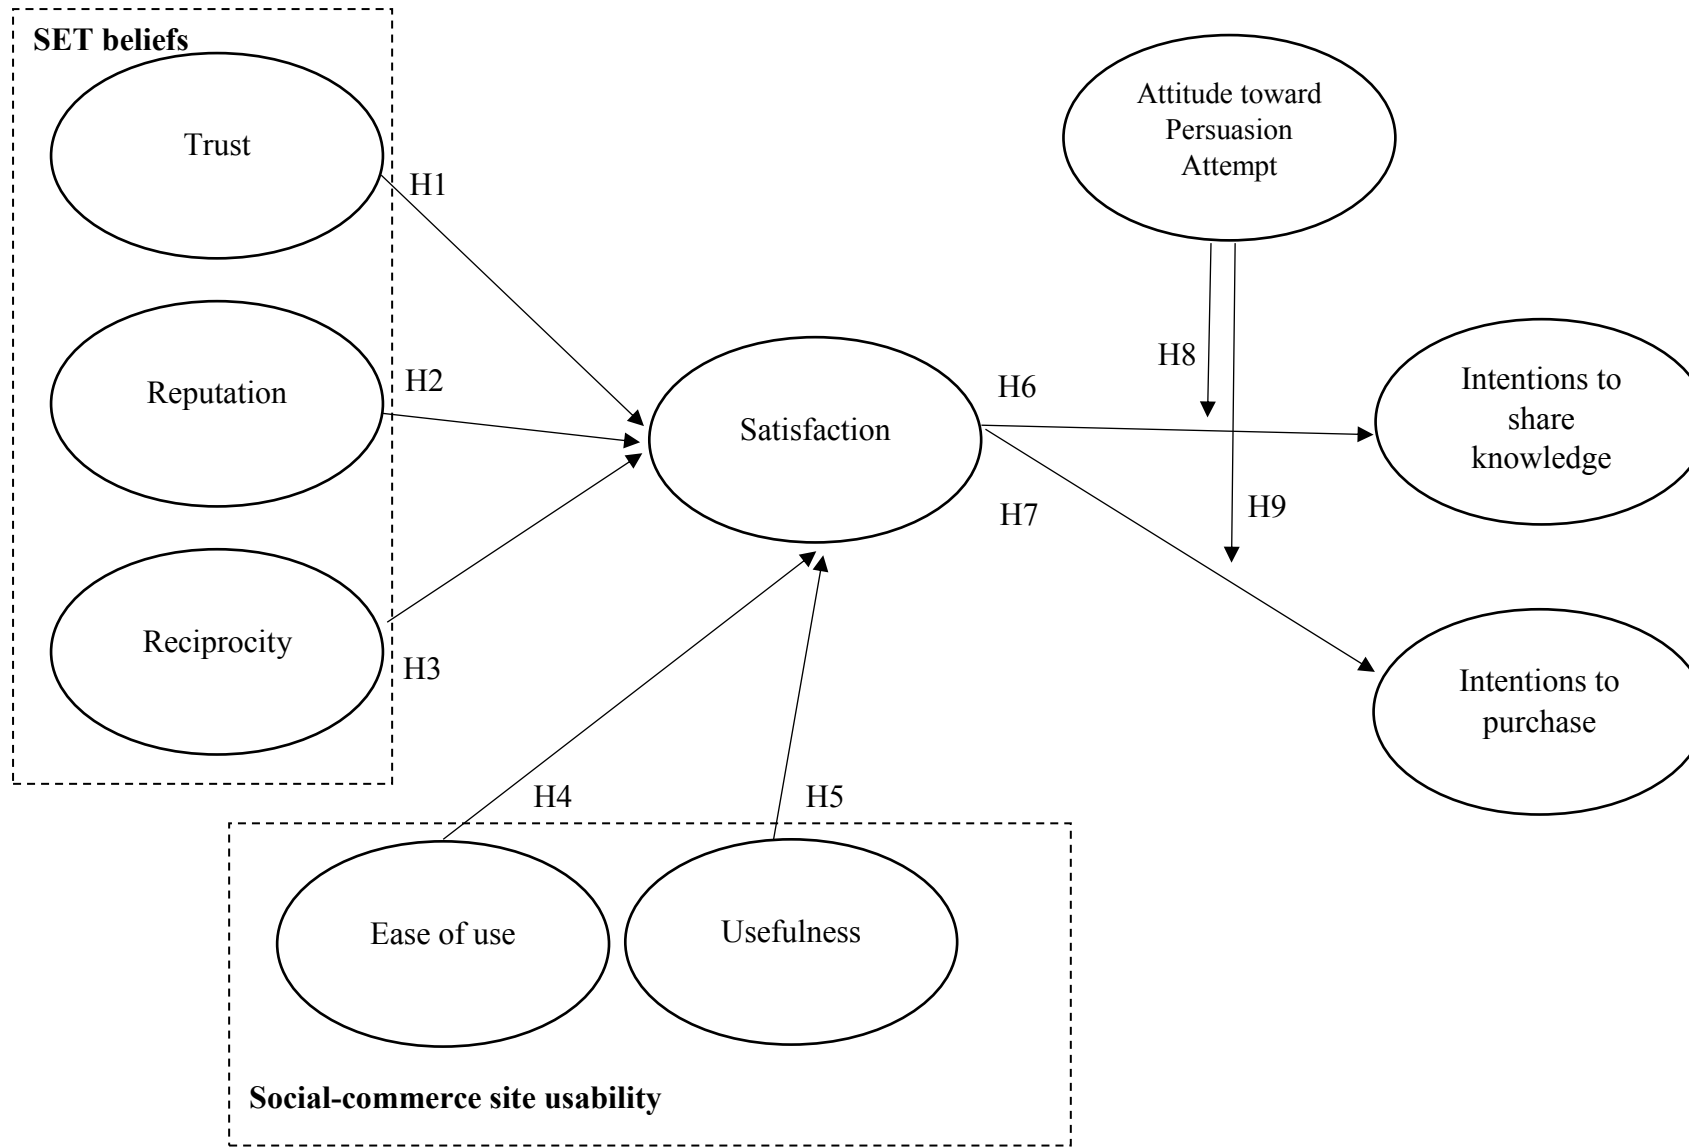 SET beliefs
Trust
H1
Reputation
H2
Reciprocity
H3
Satisfaction
Attitude toward
Persuasion
Attempt
H8
H6
H7
H9
Intentions to
share
knowledge
Intentions to
purchase
H4
H5
Ease of use
Usefulness
Social-commerce site usability